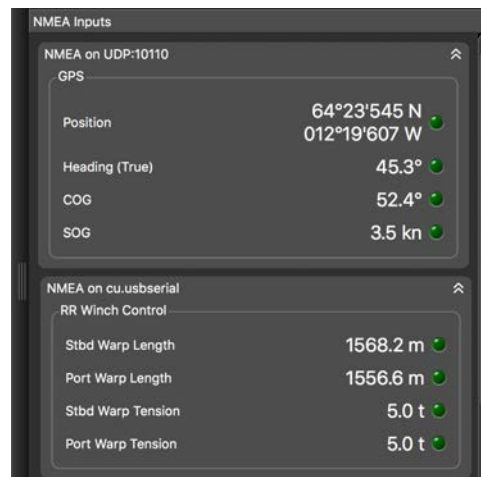 NMEA Inputs
NMEA on UDP:10110
GPS
Position 64°23'545 N
012°19'607 W
Heading (True) 45.3°
COG 52.4°
SOG 3.5 kn
NMEA on cu.usbserial
RR Winch Control
Stbd Warp Length 1568.2 m
Port Warp Length 1556.6 m
Stbd Warp Tension 5.0 t
Port Warp Tension 5.0 t